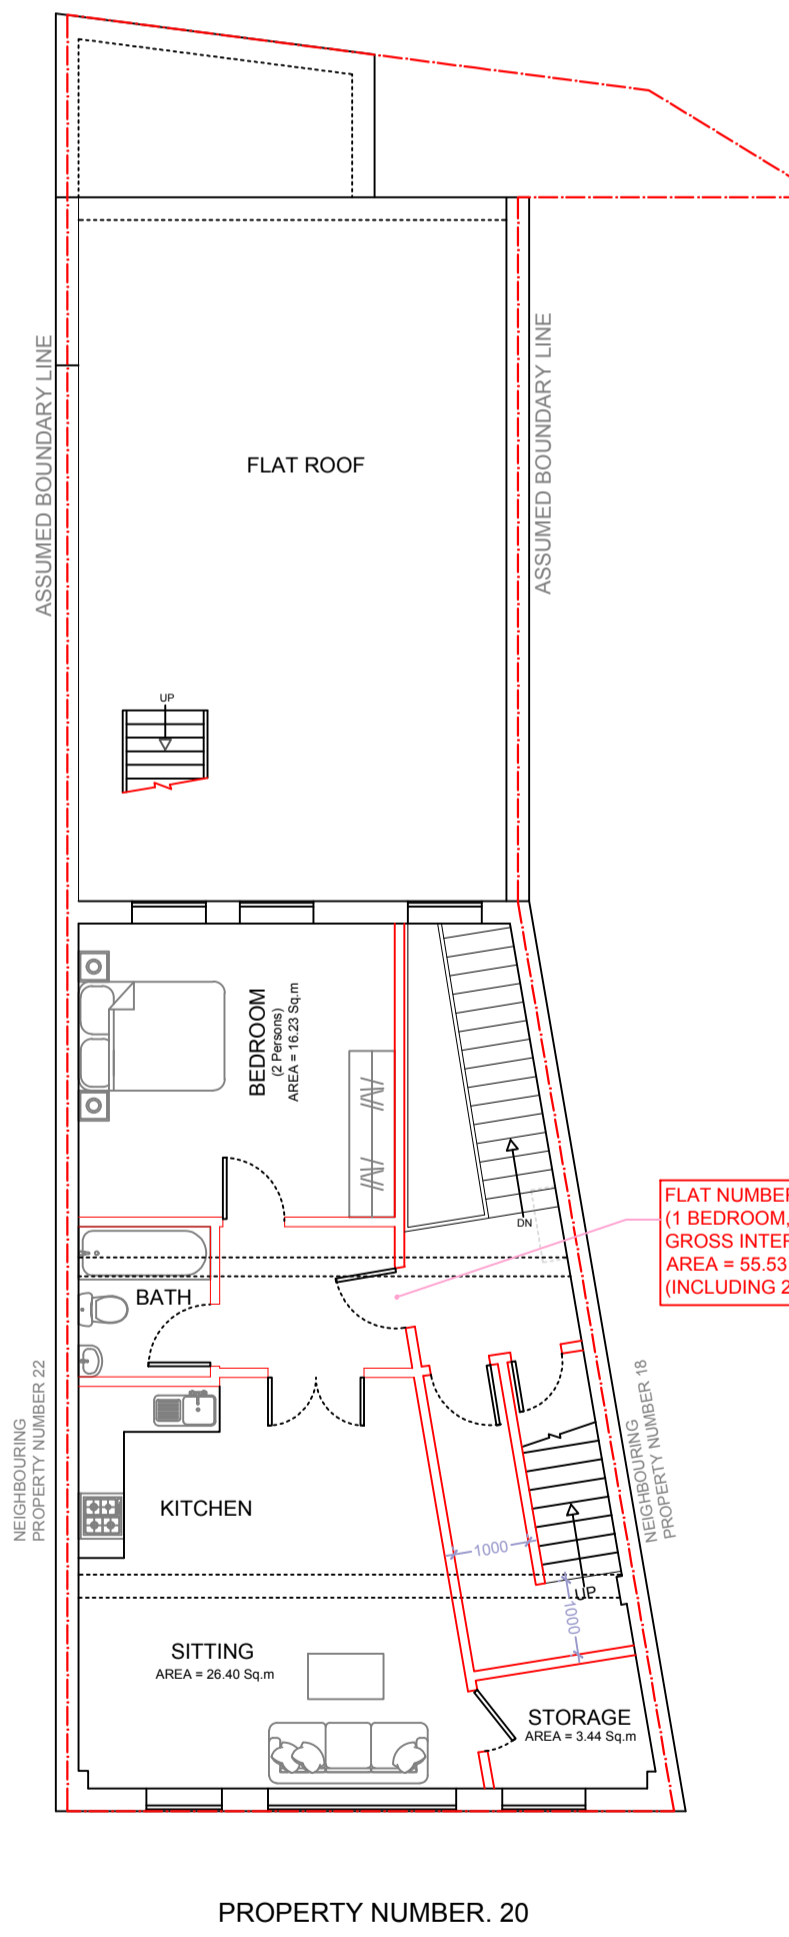 ASSUMED BOUNDARY LINE
ASSUMED BOUNDARY LINE
FLAT ROOF
UP
BEDROOM
(2 Persons)
AREA = 16.23 Sq.m
DN
FLAT NUMBER
(1 BEDROOM,
GROSS INTER
AREA = 55.53
(INCLUDING 2
BATH
NEIGHBOURING
PROPERTY NUMBER 22
NEIGHBOURING
PROPERTY NUMBER 18
KITCHEN
1000
UP
1000
SITTING
AREA = 26.40 Sq.m
STORAGE
AREA = 3.44 Sq.m
PROPERTY NUMBER. 20